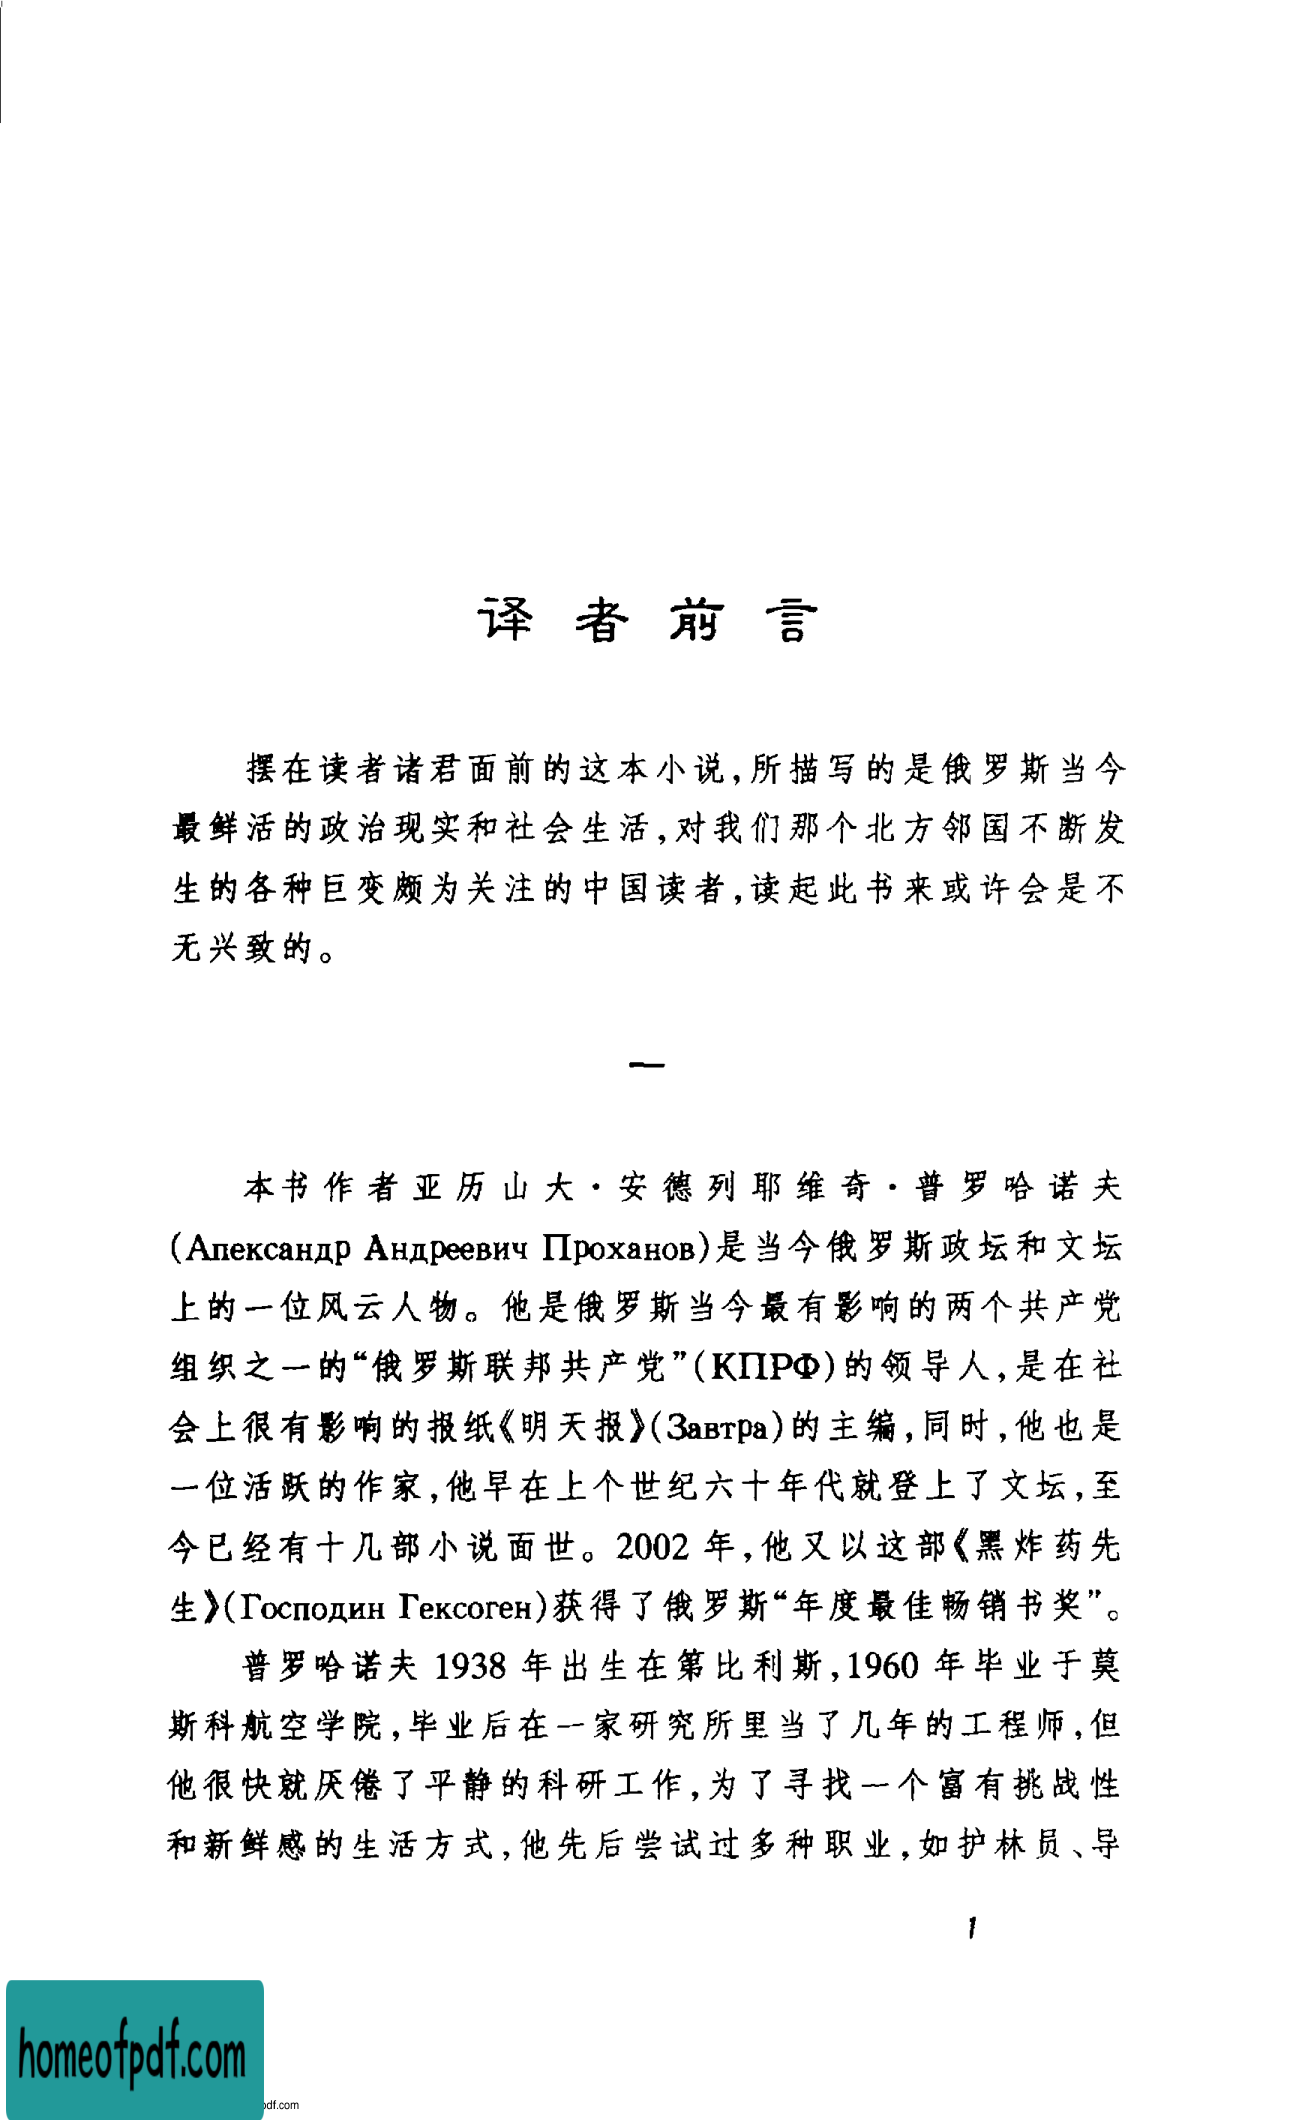 译者前言
摆在读者诸君面前的这本小说,所描写的是俄罗斯当今
最鲜活的政治现实和社会生活,对我们那个北方邻国不断发
生的各种巨变颇为关注的中国读者,读起此书来或许会是不
无兴致的。
一
本书作者亚历山大·安德列耶维奇·普罗哈诺夫
(Апександр Андреевич Проханов)是当今俄罗斯政坛和文坛
上的一位风云人物。他是俄罗斯当今最有影响的两个共产党
组织之一的“俄罗斯联邦共产党”(КПРФ)的领导人,是在社
会上很有影响的报纸《明天报》(Завтра)的主编,同时,他也是
一位活跃的作家,他早在上个世纪六十年代就登上了文坛,至
今已经有十几部小说面世。2002 年,他又以这部《黑炸药先
生》(Господин Гексоген)获得了俄罗斯“年度最佳畅销书奖”。
普罗哈诺夫 1938 年出生在第比利斯,1960 年毕业于莫
斯科航空学院,毕业后在一家研究所里当了几年的工程师,但
他很快就厌倦了平静的科研工作,为了寻找一个富有挑战性
和新鲜感的生活方式,他先后尝试过多种职业,如护林员、导
1
homeofpdf.com
pdf.com